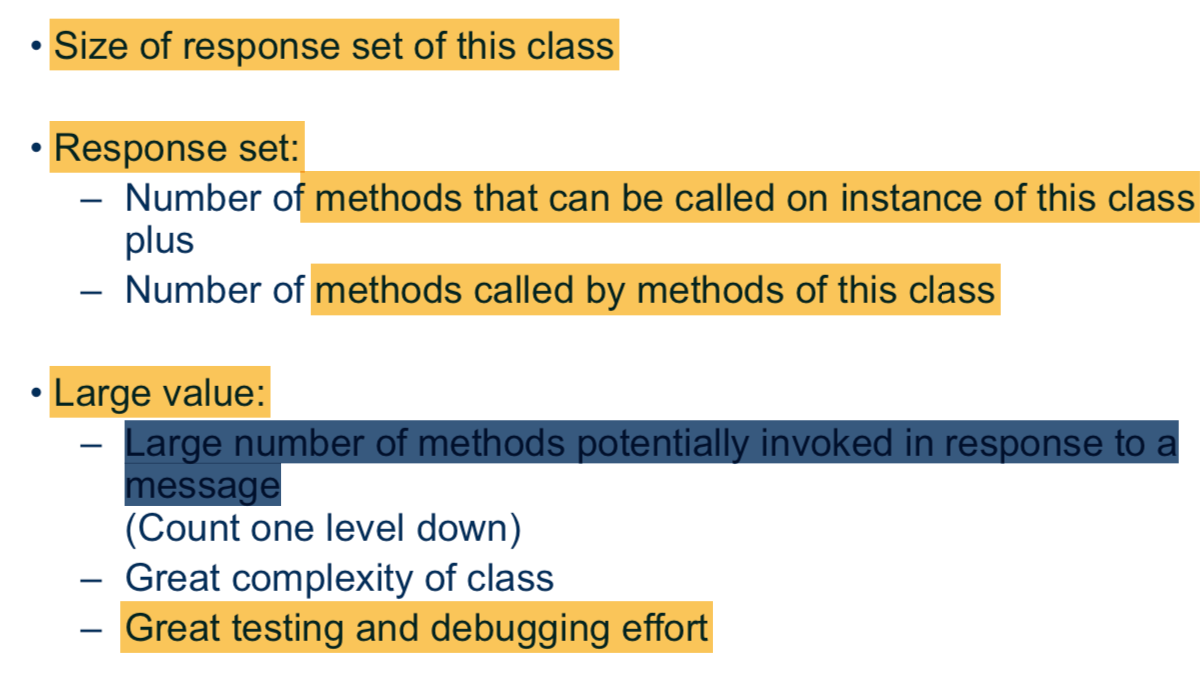 • Size of response set of this class
• Response set:
– Number of methods that can be called on instance of this class
plus
– Number of methods called by methods of this class
• Large value:
– Large number of methods potentially invoked in response to a
message
(Count one level down)
– Great complexity of class
– Great testing and debugging effort